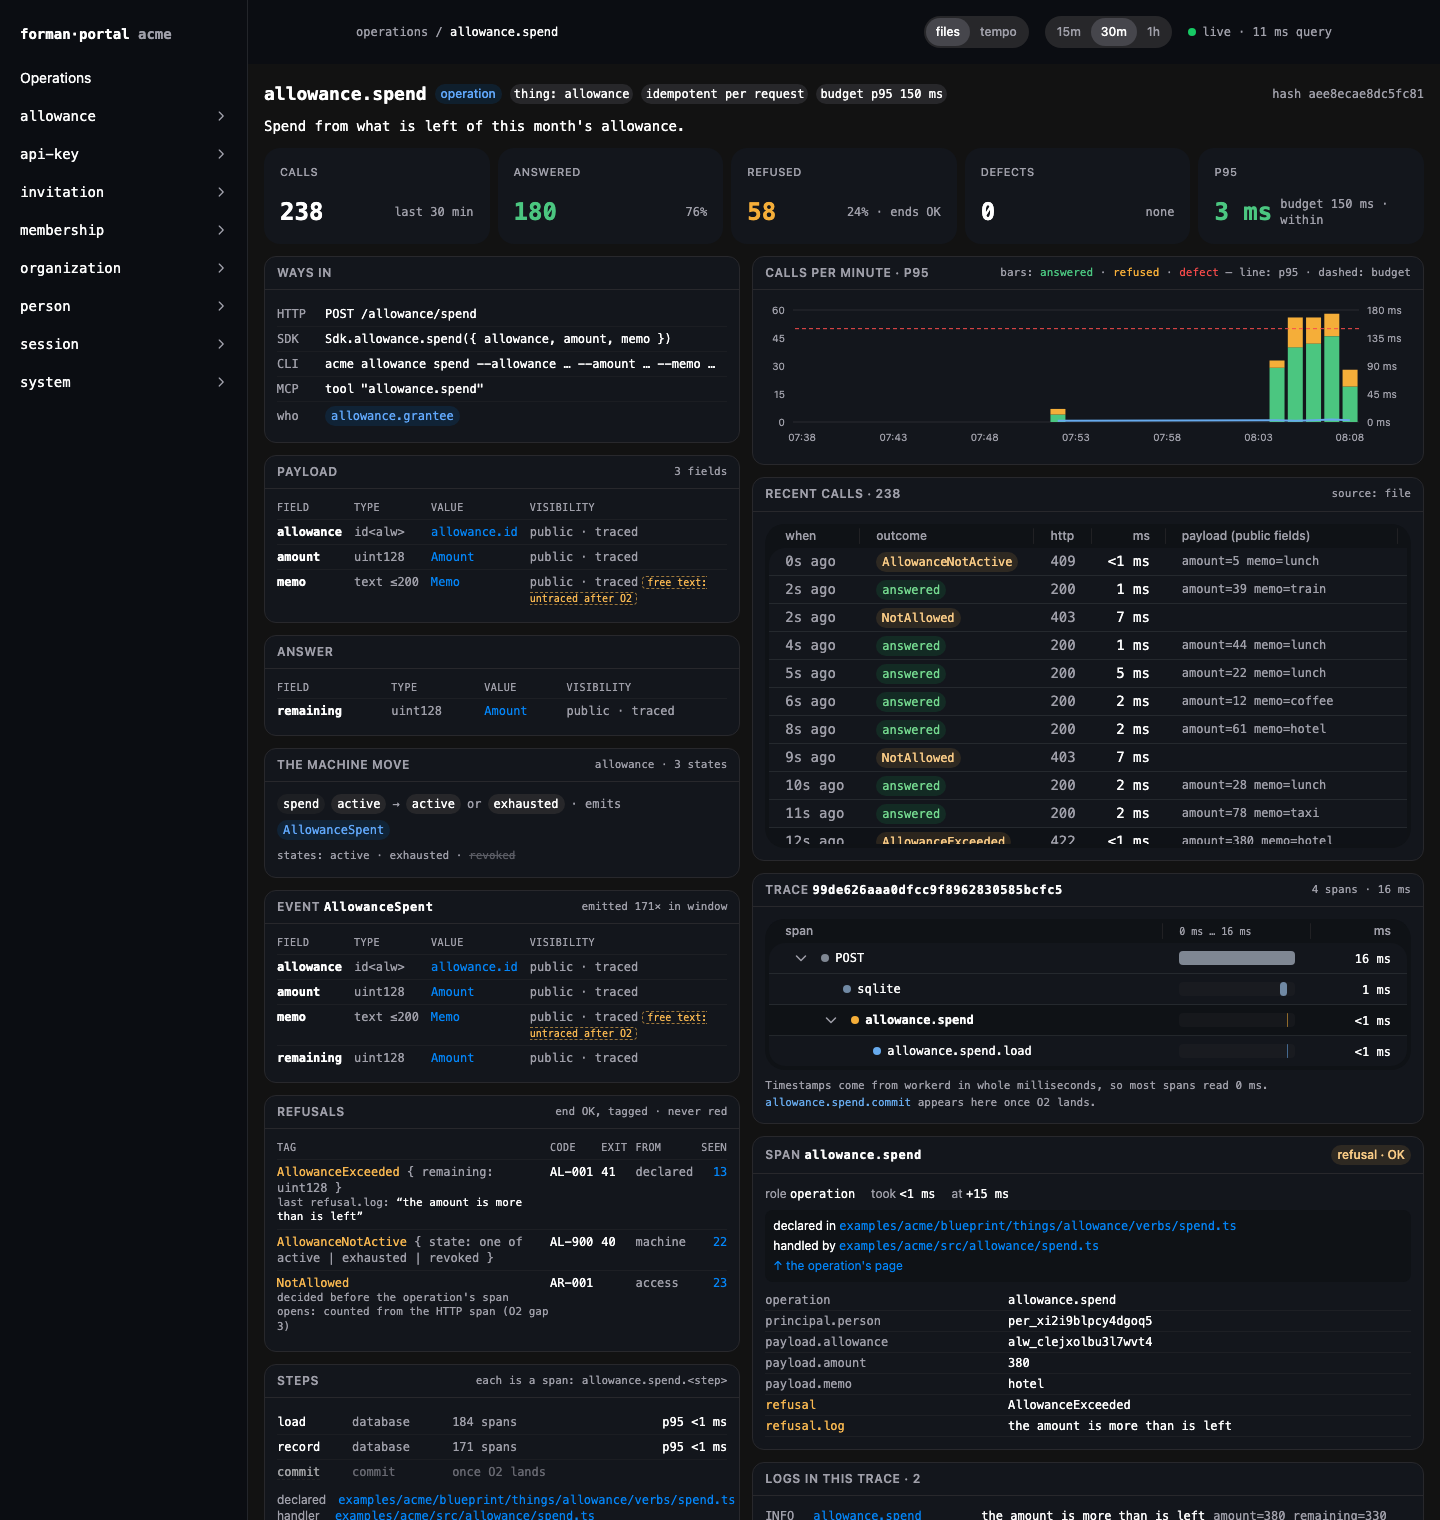 forman·portal acme
Operations
allowance
api-key
invitation
membership
organization
person
session
system
operations / allowance.spend
files tempo
15m 30m 1h
live · 11 ms query
allowance.spend operation thing: allowance idempotent per request budget p95 150 ms
hash aee8ecae8dc5fc81
Spend from what is left of this month's allowance.
CALLS
238 last 30 min
ANSWERED
180 76%
REFUSED
58 24% · ends OK
DEFECTS
0 none
P95
3 ms budget 150 ms · within
WAYS IN
HTTP POST /allowance/spend
SDK Sdk.allowance.spend({ allowance, amount, memo })
CLI acme allowance spend --allowance … --amount … --memo …
MCP tool "allowance.spend"
who allowance.grantee
PAYLOAD 3 fields
FIELD TYPE VALUE VISIBILITY
allowance id<alw> allowance.id public · traced
amount uint128 Amount public · traced
memo text ≤200 Memo public · traced free text:
untraced after O2
ANSWER
FIELD TYPE VALUE VISIBILITY
remaining uint128 Amount public · traced
THE MACHINE MOVE allowance · 3 states
spend active → active or exhausted · emits
AllowanceSpent
states: active · exhausted · revoked
EVENT AllowanceSpent emitted 171× in window
FIELD TYPE VALUE VISIBILITY
allowance id<alw> allowance.id public · traced
amount uint128 Amount public · traced
memo text ≤200 Memo public · traced free text:
untraced after O2
remaining uint128 Amount public · traced
REFUSALS end OK, tagged · never red
TAG CODE EXIT FROM SEEN
AllowanceExceeded { remaining: AL-001 41 declared 13
uint128 }
last refusal.log: “the amount is more
than is left”
AllowanceNotActive { state: one of AL-900 40 machine 22
active | exhausted | revoked }
NotAllowed AR-001 access 23
decided before the operation's span
opens: counted from the HTTP span (O2 gap
3)
STEPS each is a span: allowance.spend.<step>
load database 184 spans p95 <1 ms
record database 171 spans p95 <1 ms
commit commit once O2 lands
declared examples/acme/blueprint/things/allowance/verbs/spend.ts
handler examples/acme/src/allowance/spend.ts
CALLS PER MINUTE · P95 bars: answered · refused · defect — line: p95 · dashed: budget
60 180 ms
45 135 ms
30 90 ms
15 45 ms
0 0 ms
07:38 07:43 07:48 07:53 07:58 08:03 08:08
RECENT CALLS · 238 source: file
when outcome http ms payload (public fields)
0s ago AllowanceNotActive 409 <1 ms amount=5 memo=lunch
2s ago answered 200 1 ms amount=39 memo=train
2s ago NotAllowed 403 7 ms
4s ago answered 200 1 ms amount=44 memo=lunch
5s ago answered 200 5 ms amount=22 memo=lunch
6s ago answered 200 2 ms amount=12 memo=coffee
8s ago answered 200 2 ms amount=61 memo=hotel
9s ago NotAllowed 403 7 ms
10s ago answered 200 2 ms amount=28 memo=lunch
11s ago answered 200 2 ms amount=78 memo=taxi
12s ago AllowanceExceeded 422 <1 ms amount=380 memo=hotel
TRACE 99de626aaa0dfcc9f8962830585bcfc5 4 spans · 16 ms
span 0 ms … 16 ms ms
POST 16 ms
sqlite 1 ms
allowance.spend <1 ms
allowance.spend.load <1 ms
Timestamps come from workerd in whole milliseconds, so most spans read 0 ms.
allowance.spend.commit appears here once O2 lands.
SPAN allowance.spend refusal · OK
role operation took <1 ms at +15 ms
declared in examples/acme/blueprint/things/allowance/verbs/spend.ts
handled by examples/acme/src/allowance/spend.ts
↑ the operation's page
operation allowance.spend
principal.person per_xi2i9blpcy4dgoq5
payload.allowance alw_clejxolbu3l7wvt4
payload.amount 380
payload.memo hotel
refusal AllowanceExceeded
refusal.log the amount is more than is left
LOGS IN THIS TRACE · 2
INFO allowance.spend the amount is more than is left amount=380 remaining=330